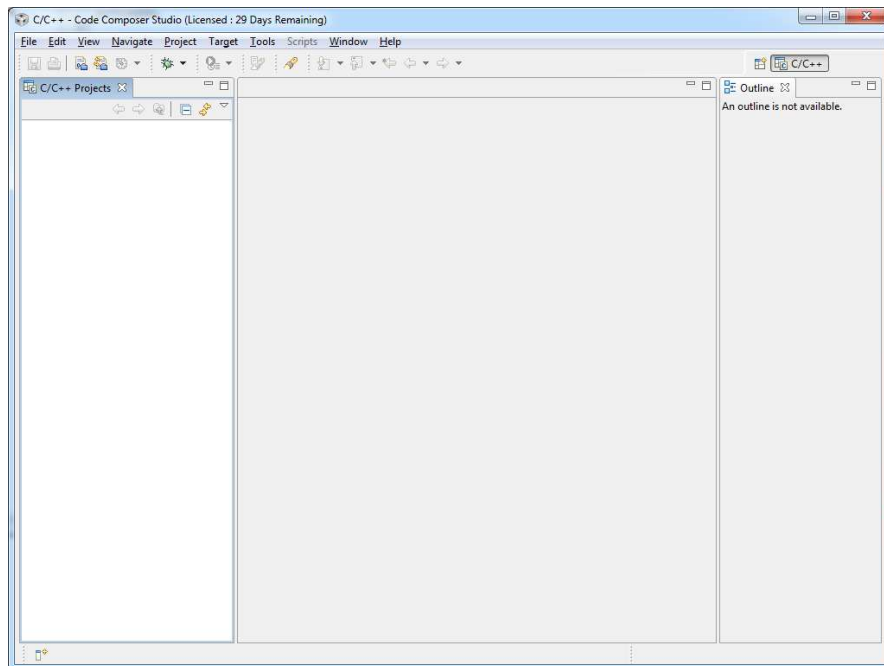 C/C++ - Code Composer Studio (Licensed : 29 Days Remaining)
File Edit View Navigate Project Target Tools Scripts Window Help
C/C++
C/C++ Projects
Outline
An outline is not available.